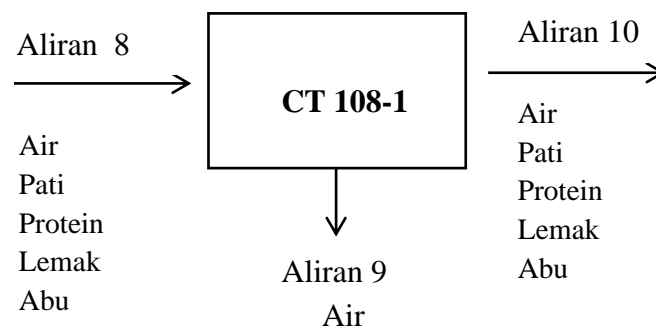 Aliran 8
Air
Pati
Protein
Lemak
Abu
CT 108-1
Aliran 9
Air
Aliran 10
Air
Pati
Protein
Lemak
Abu